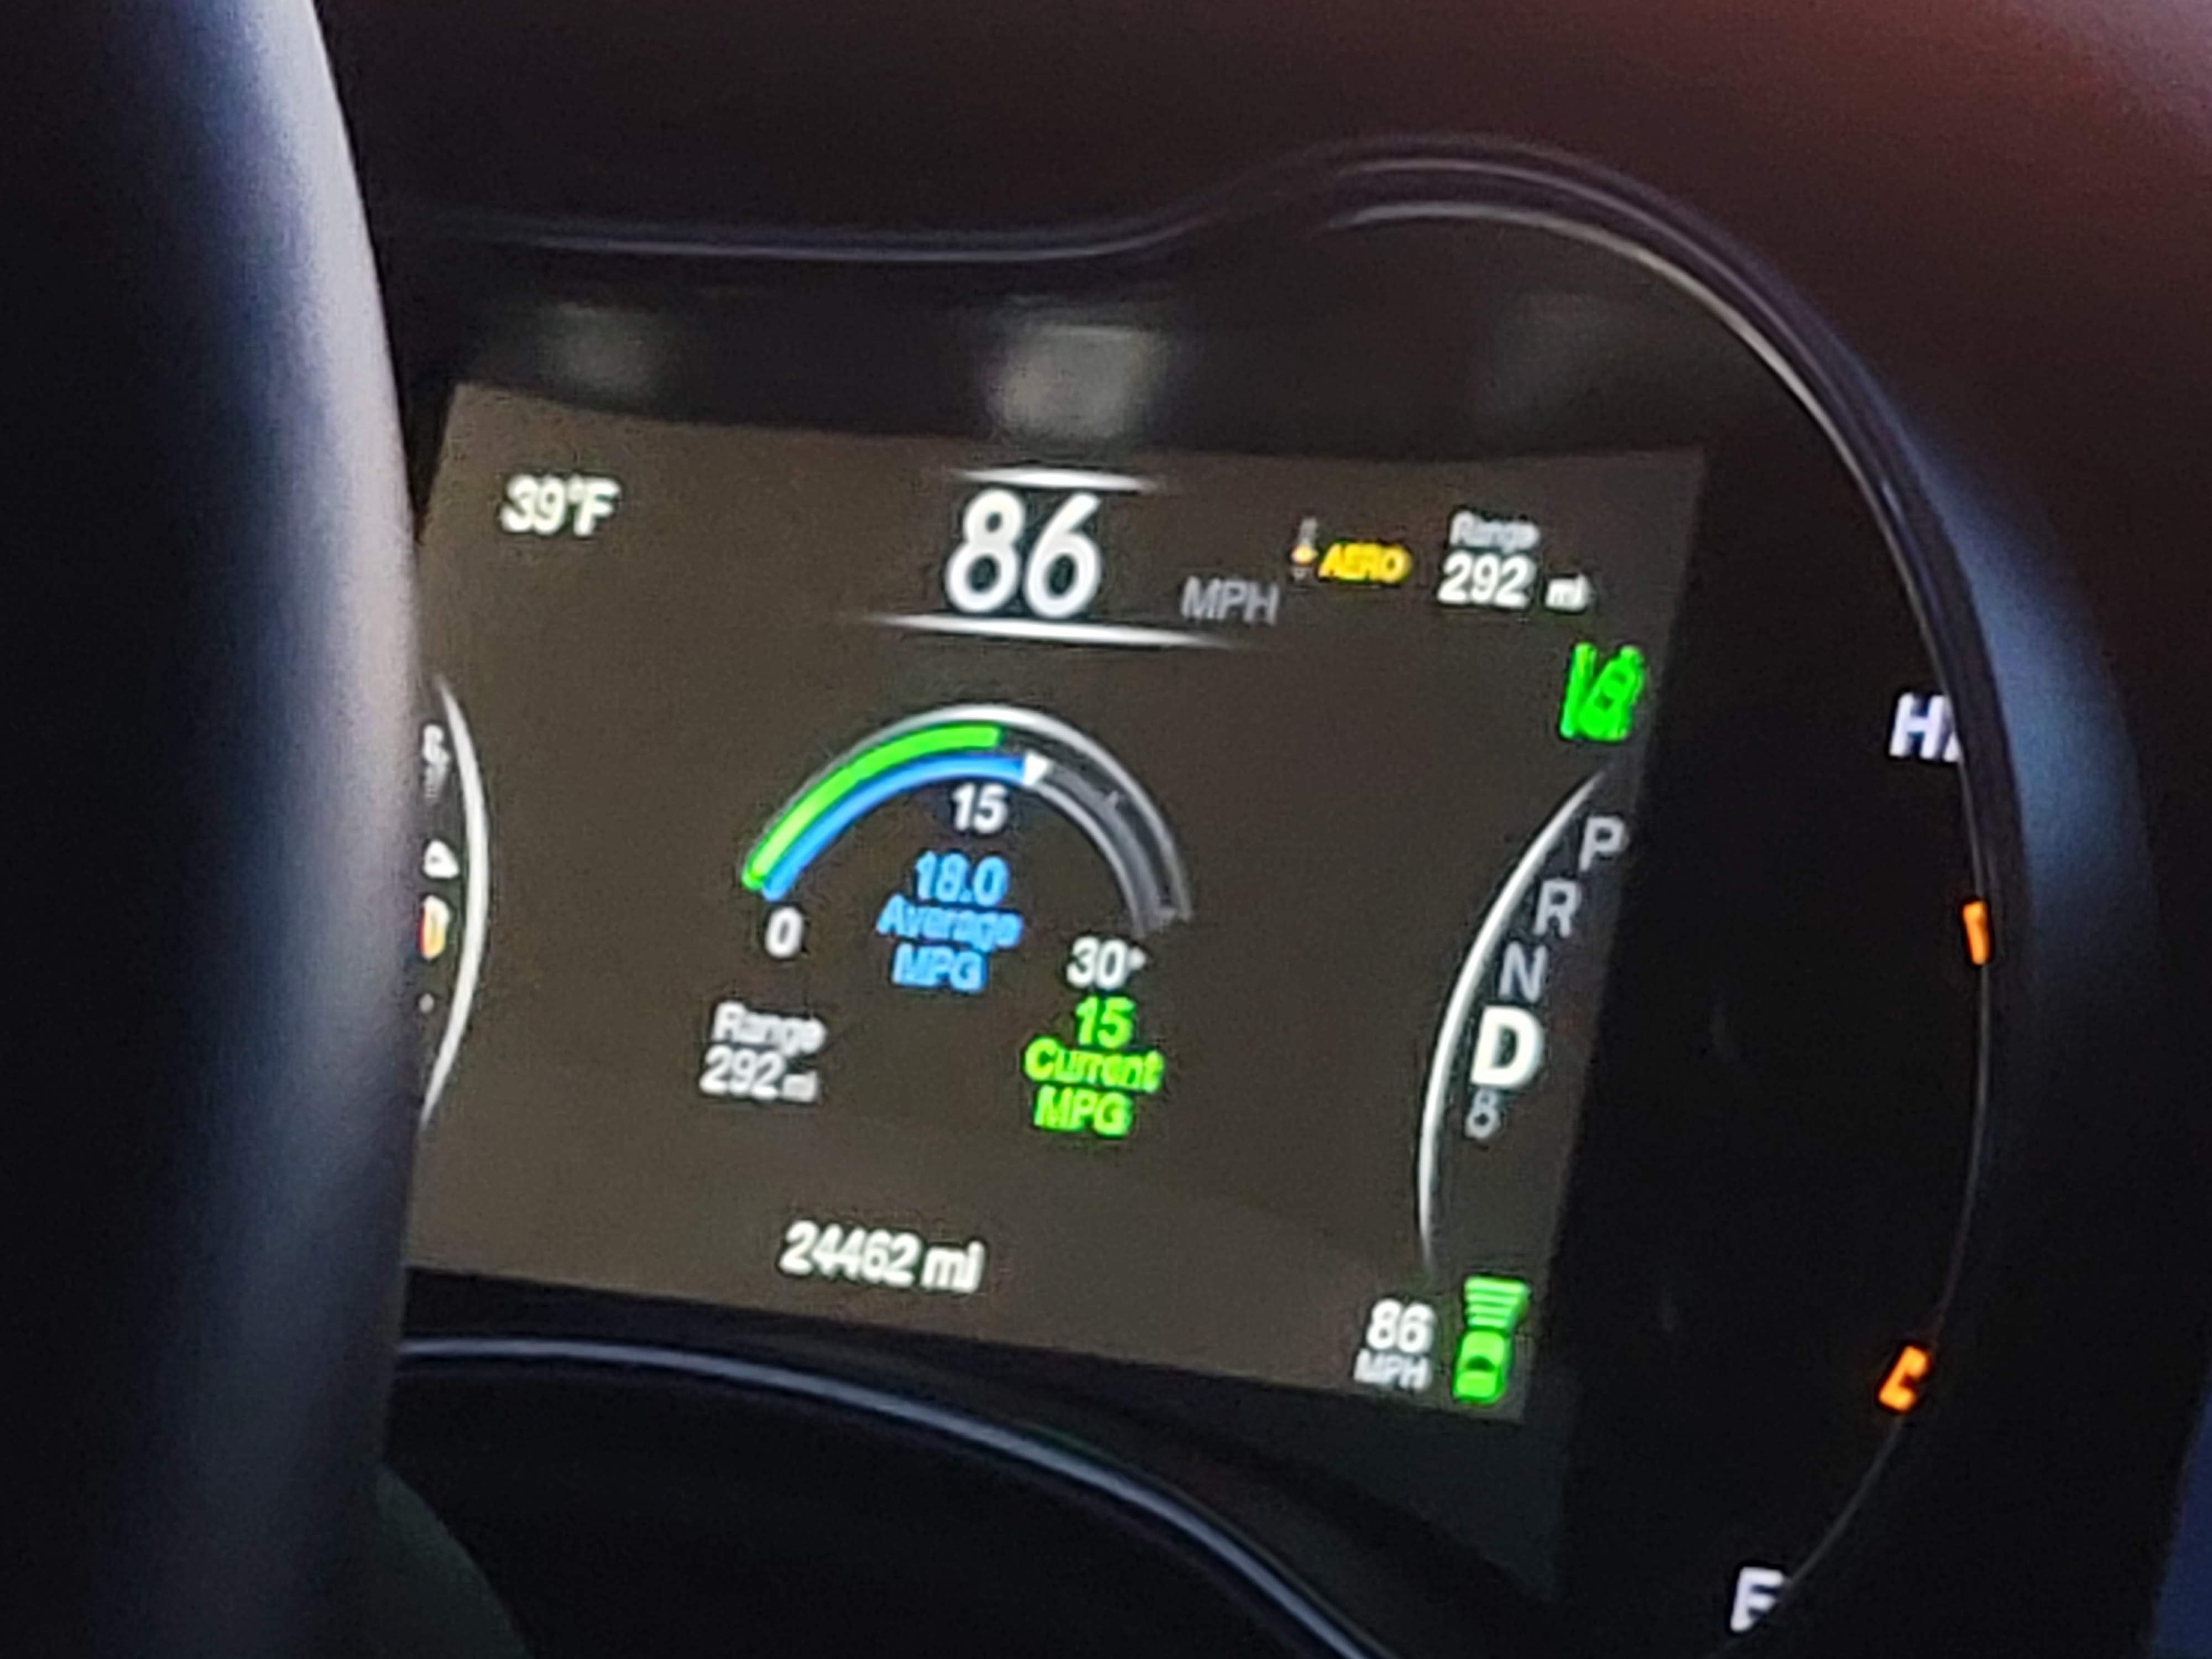 39°F
86 MPH
AERO
Range
292 mi
15
18.0
Average
MPG
0
30+
15
Current
MPG
Range
292 mi
P
R
N
D
8
24462 mi
86
MPH
E